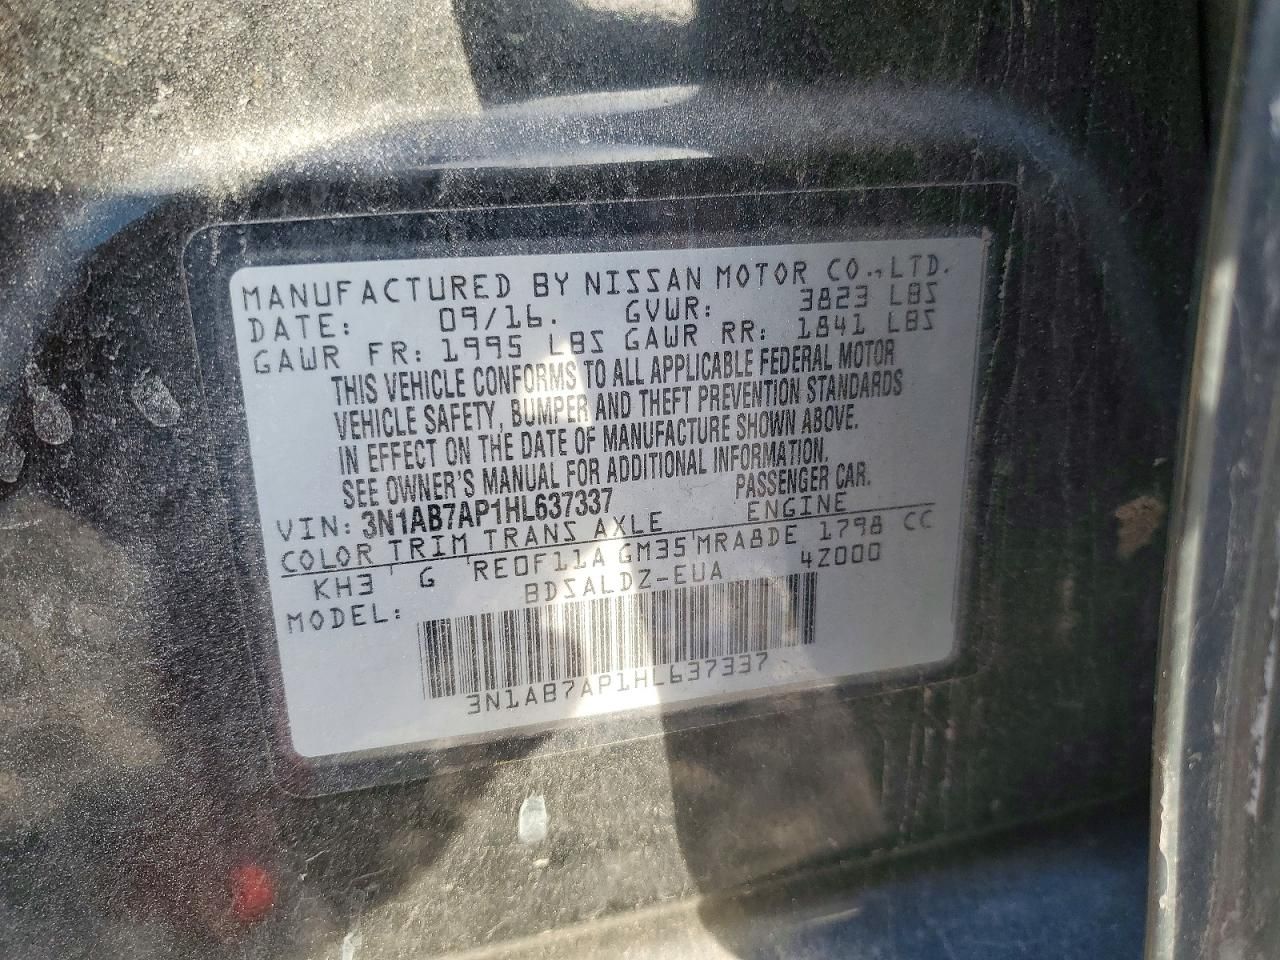 MANUFACTURED BY NISSAN MOTOR CO., LTD.
DATE: 09/16. GVWR: 3823 LBS
GAWR FR: 1995 LBS GAWR RR: 1841 LBS
THIS VEHICLE CONFORMS TO ALL APPLICABLE FEDERAL MOTOR
VEHICLE SAFETY, BUMPER AND THEFT PREVENTION STANDARDS
IN EFFECT ON THE DATE OF MANUFACTURE SHOWN ABOVE.
SEE OWNER'S MANUAL FOR ADDITIONAL INFORMATION.
VIN: 3N1AB7AP1HL637337 PASSENGER CAR.
COLOR TRIM TRANS AXLE ENGINE
KH3 G RE0F11A GM35 MRA8DE 1798 CC
MODEL: BDSALDZ-EUA 4Z000
3N1AB7AP1HL637337